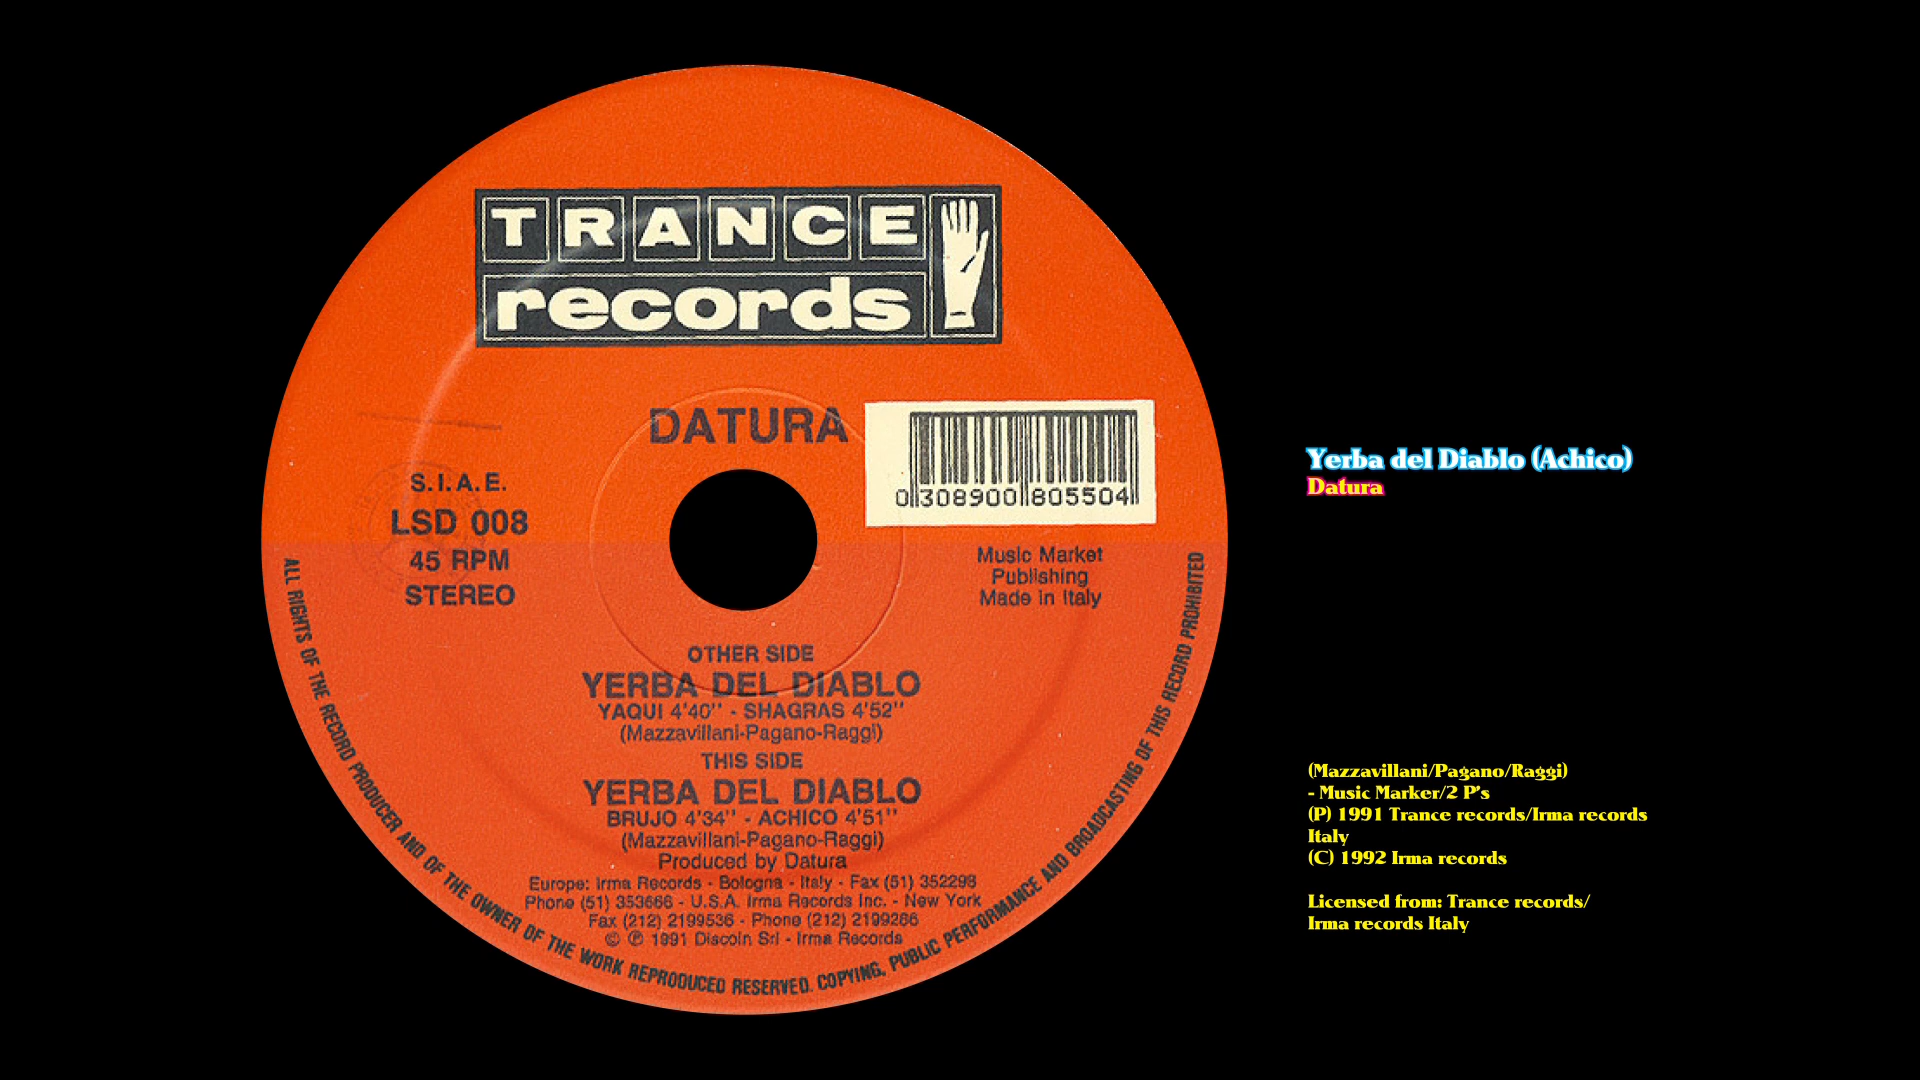 TRANCE
records
DATURA
0 308900 805504
S.I.A.E.
LSD 008
45 RPM
STEREO
Music Market
Publishing
Made in Italy
OTHER SIDE
YERBA DEL DIABLO
YAQUI 4'40'' - SHAGRAS 4'52''
(Mazzavillani-Pagano-Raggi)
THIS SIDE
YERBA DEL DIABLO
BRUJO 4'34'' - ACHICO 4'51''
(Mazzavillani-Pagano-Raggi)
Produced by Datura
Europe: Irma Records - Bologna - Italy - Fax (51) 352298
Phone (51) 353666 - U.S.A. Irma Records Inc. - New York
Fax (212) 2199536 - Phone (212) 2199266
© ℗ 1991 Discoin Srl - Irma Records
ALL RIGHTS OF THE RECORD PRODUCER AND OF THE OWNER OF THE WORK REPRODUCED RESERVED. COPYING, PUBLIC PERFORMANCE AND BROADCASTING OF THIS RECORD PROHIBITED
Yerba del Diablo (Achico)
Datura
(Mazzavillani/Pagano/Raggi)
- Music Marker/2 P's
(P) 1991 Trance records/Irma records
Italy
(C) 1992 Irma records
Licensed from: Trance records/
Irma records Italy